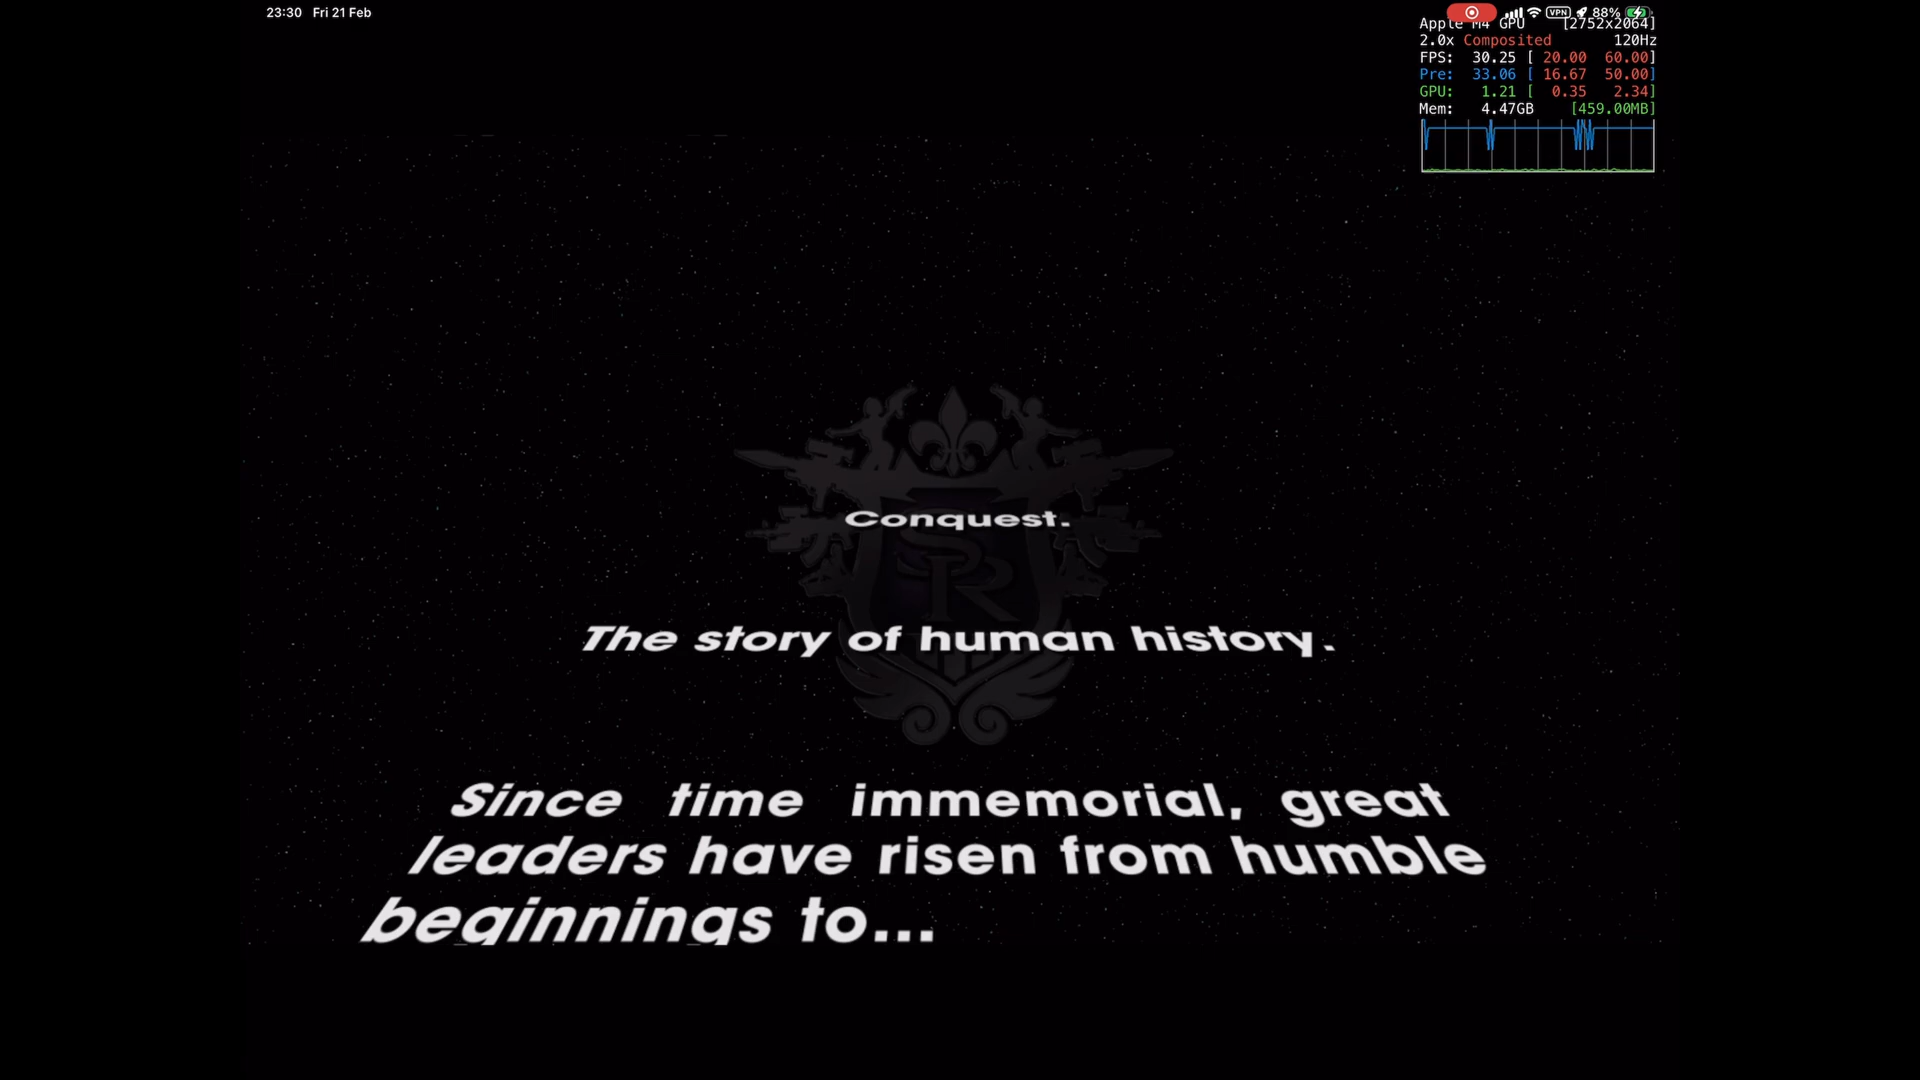 23:30 Fri 21 Feb
VPN 88%
Apple M4 GPU [2752x2064]
2.0x Composited 120Hz
FPS: 30.25 [ 20.00 60.00]
Pre: 33.06 [ 16.67 50.00]
GPU: 1.21 [ 0.35 2.34]
Mem: 4.47GB [459.00MB]
Conquest.
SR
The story of human history.
Since time immemorial, great
leaders have risen from humble
beginnings to...